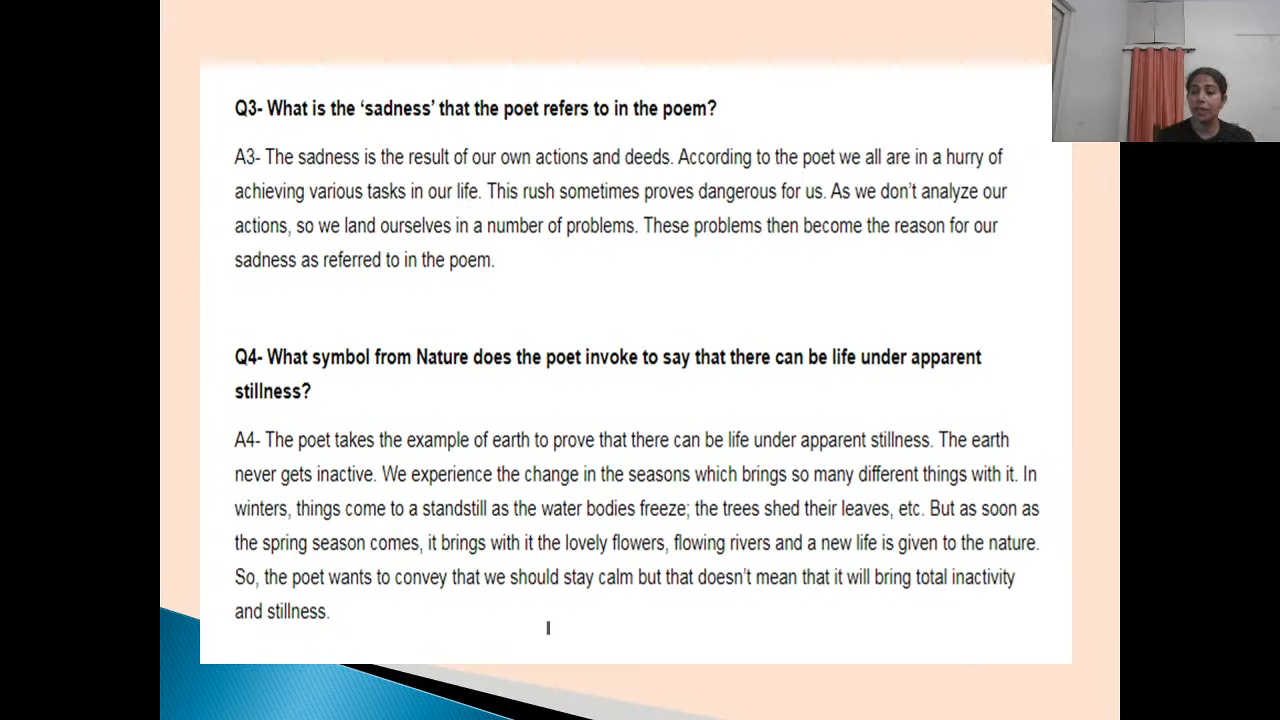 Q3- What is the ‘sadness’ that the poet refers to in the poem?
A3- The sadness is the result of our own actions and deeds. According to the poet we all are in a hurry of
achieving various tasks in our life. This rush sometimes proves dangerous for us. As we don’t analyze our
actions, so we land ourselves in a number of problems. These problems then become the reason for our
sadness as referred to in the poem.
Q4- What symbol from Nature does the poet invoke to say that there can be life under apparent
stillness?
A4- The poet takes the example of earth to prove that there can be life under apparent stillness. The earth
never gets inactive. We experience the change in the seasons which brings so many different things with it. In
winters, things come to a standstill as the water bodies freeze; the trees shed their leaves, etc. But as soon as
the spring season comes, it brings with it the lovely flowers, flowing rivers and a new life is given to the nature.
So, the poet wants to convey that we should stay calm but that doesn’t mean that it will bring total inactivity
and stillness.